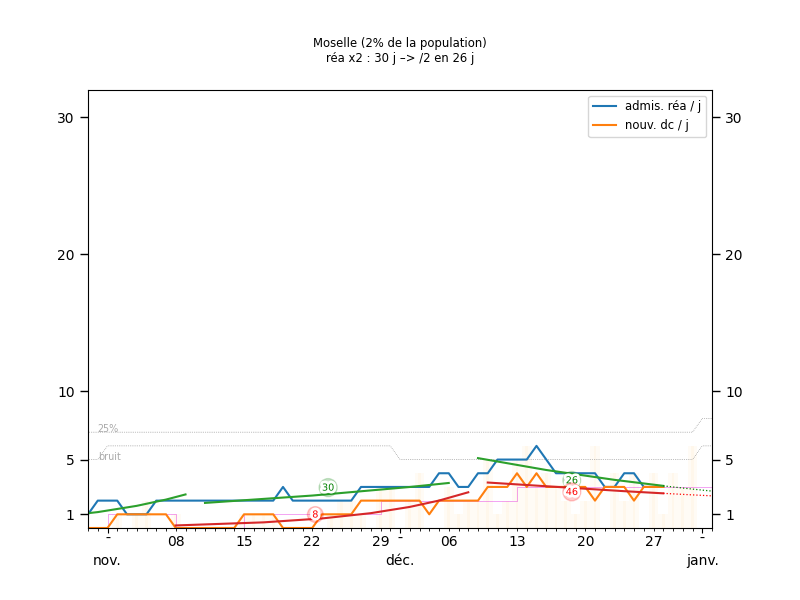 Moselle (2% de la population)
réa x2 : 30 j –> /2 en 26 j
admis. réa / j
nouv. dc / j
30 30
20 20
10 10
25%
bruit
5 5
30
26
46
8
1 1
- 08 15 22 29 - 06 13 20 27 -
nov. déc. janv.